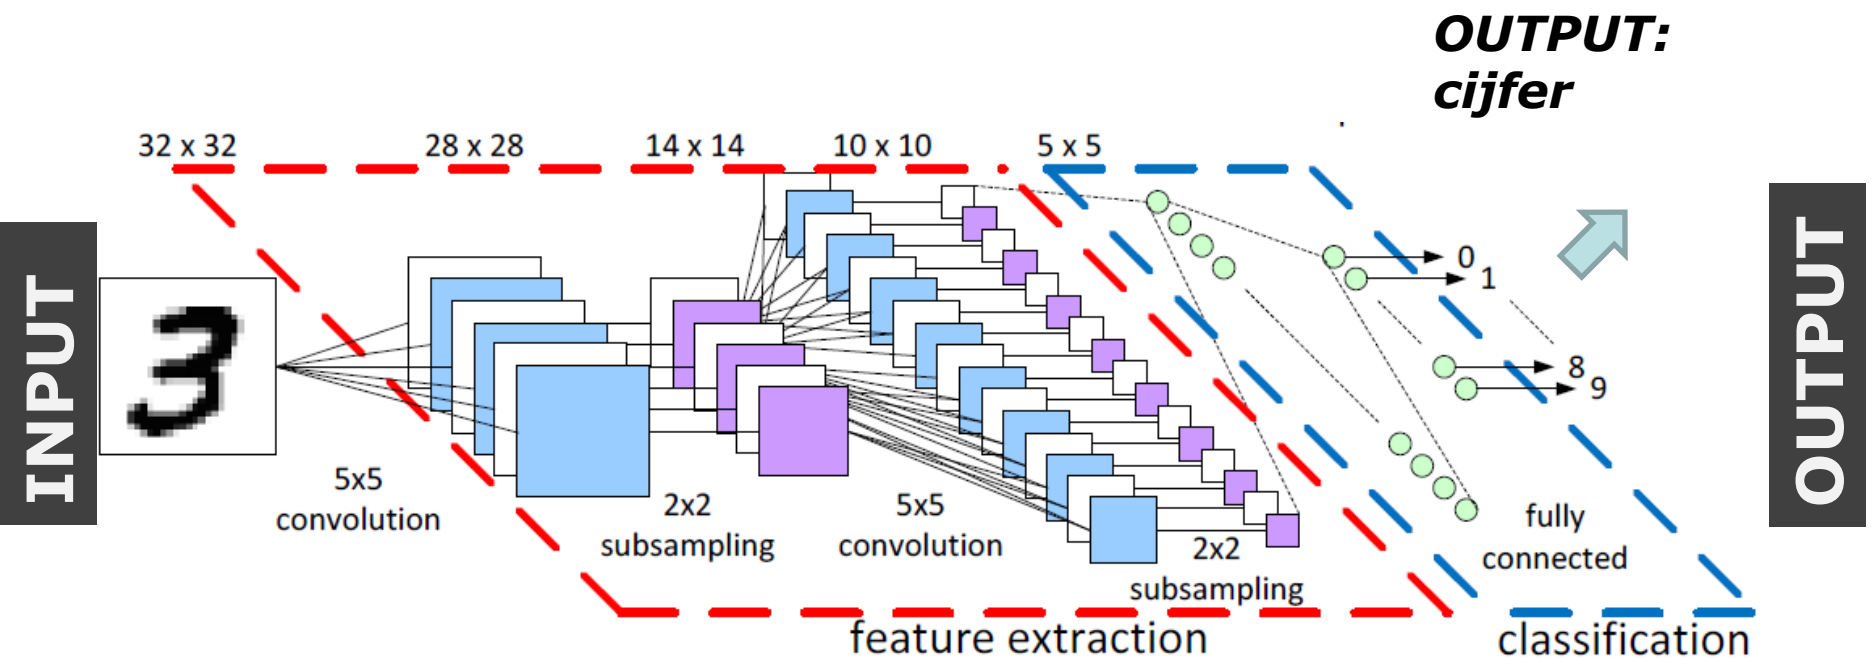 OUTPUT:
cijfer
32 x 32
28 x 28
14 x 14
10 x 10
5 x 5
INPUT
3
0
1
8
9
OUTPUT
5x5
convolution
2x2
subsampling
5x5
convolution
2x2
subsampling
fully
connected
feature extraction
classification